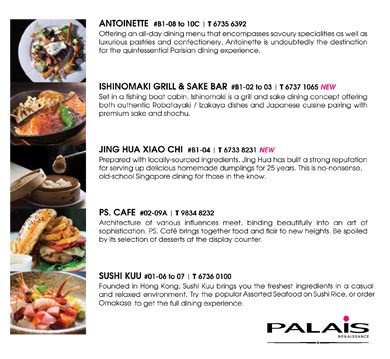 ANTOINETTE #B1-08 to 10C | T 6735 6392
Offering an all-day dining menu that encompasses savoury specialities as well as
luxurious pastries and confectionery, Antoinette is undoubtedly the destination
for the quintessential Parisian dining experience.
ISHINOMAKI GRILL & SAKE BAR #B1-02 to 03 | T 6737 1065 NEW
Set in a fishing boat cabin, Ishinomaki is a grill and sake dining concept offering
both authentic Robatayaki / Izakaya dishes and Japanese cuisine pairing with
premium sake and shochu.
JING HUA XIAO CHI #B1-04 | T 6733 8231 NEW
Prepared with locally-sourced ingredients, Jing Hua has built a strong reputation
for serving up delicious homemade dumplings for 25 years. This is no-nonsense,
old-school Singapore dining for those in the know.
PS. CAFE #02-09A | T 9834 8232
Architecture of various influences meet, binding beautifully into an art of
sophistication. PS. Café brings together food and flair to new heights. Be spoiled
by its selection of desserts at the display counter.
SUSHI KUU #01-06 to 07 | T 6736 0100
Founded in Hong Kong, Sushi Kuu brings you the freshest ingredients in a casual
and relaxed environment. Try the popular Assorted Seafood on Sushi Rice, or order
Omakase to get the full dining experience.
PALAIS
RENAISSANCE